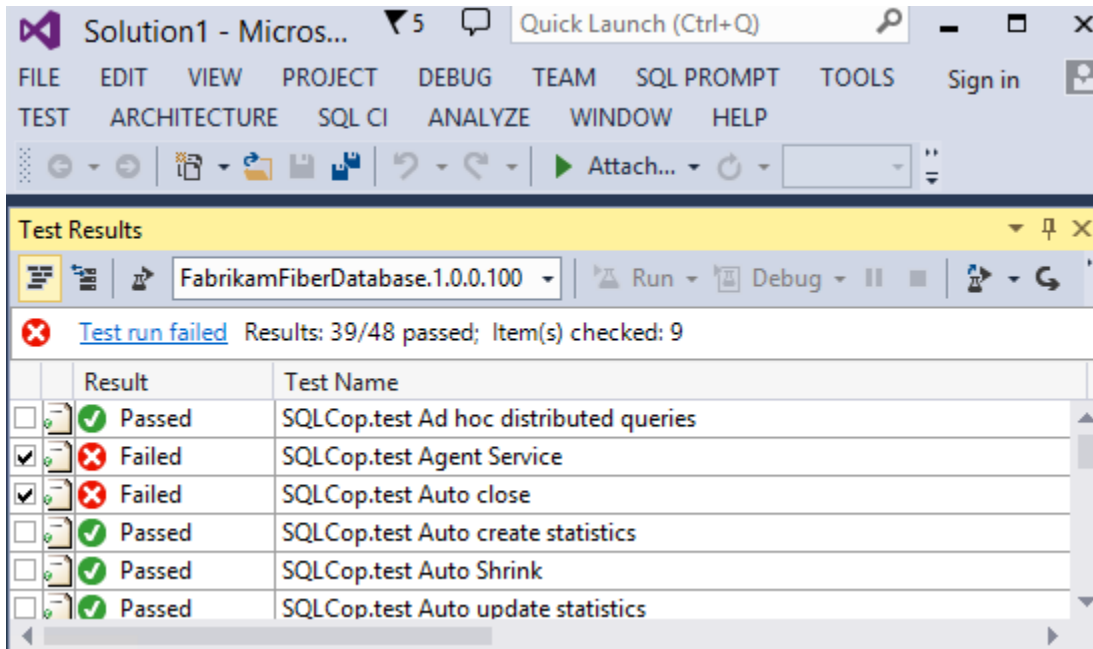 Solution1 - Micros... 5 Quick Launch (Ctrl+Q)
FILE EDIT VIEW PROJECT DEBUG TEAM SQL PROMPT TOOLS Sign in
TEST ARCHITECTURE SQL CI ANALYZE WINDOW HELP
Attach...
Test Results
FabrikamFiberDatabase.1.0.0.100 Run Debug
Test run failed Results: 39/48 passed; Item(s) checked: 9
Result Test Name
Passed SQLCop.test Ad hoc distributed queries
Failed SQLCop.test Agent Service
Failed SQLCop.test Auto close
Passed SQLCop.test Auto create statistics
Passed SQLCop.test Auto Shrink
Passed SQLCop.test Auto update statistics